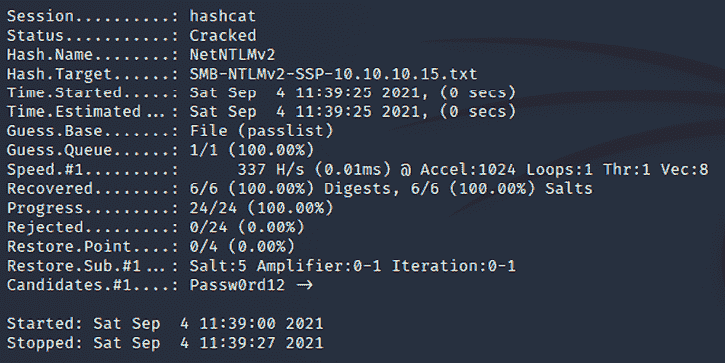 Session..........: hashcat
Status...........: Cracked
Hash.Name........: NetNTLMv2
Hash.Target......: SMB-NTLMv2-SSP-10.10.10.15.txt
Time.Started.....: Sat Sep  4 11:39:25 2021, (0 secs)
Time.Estimated...: Sat Sep  4 11:39:25 2021, (0 secs)
Guess.Base.......: File (passlist)
Guess.Queue......: 1/1 (100.00%)
Speed.#1.........:      337 H/s (0.01ms) @ Accel:1024 Loops:1 Thr:1 Vec:8
Recovered........: 6/6 (100.00%) Digests, 6/6 (100.00%) Salts
Progress.........: 24/24 (100.00%)
Rejected.........: 0/24 (0.00%)
Restore.Point....: 0/4 (0.00%)
Restore.Sub.#1...: Salt:5 Amplifier:0-1 Iteration:0-1
Candidates.#1....: Passw0rd12 ->
Started: Sat Sep  4 11:39:00 2021
Stopped: Sat Sep  4 11:39:27 2021